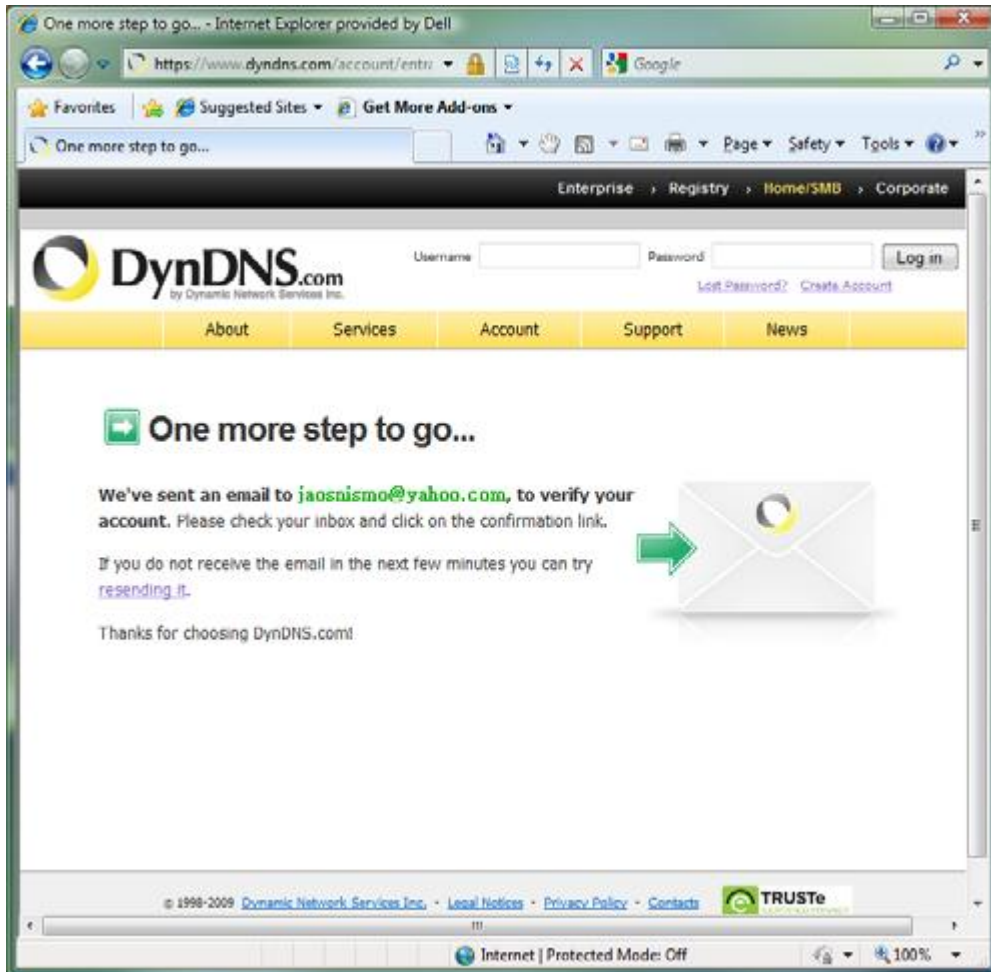 One more step to go... - Internet Explorer provided by Dell
https://www.dyndns.com/account/entr
Google
Favorites Suggested Sites Get More Add-ons
One more step to go...
Page Safety Tools
Enterprise › Registry › Home/SMB › Corporate
DynDNS.com
by Dynamic Network Services Inc.
Username Password Log in
Lost Password? Create Account
About Services Account Support News
One more step to go...
We've sent an email to jaosnismo@yahoo.com, to verify your
account. Please check your inbox and click on the confirmation link.
If you do not receive the email in the next few minutes you can try
resending it.
Thanks for choosing DynDNS.com!
© 1998-2009 Dynamic Network Services Inc. - Legal Notices - Privacy Policy - Contacts
TRUSTe
Internet | Protected Mode: Off 100%